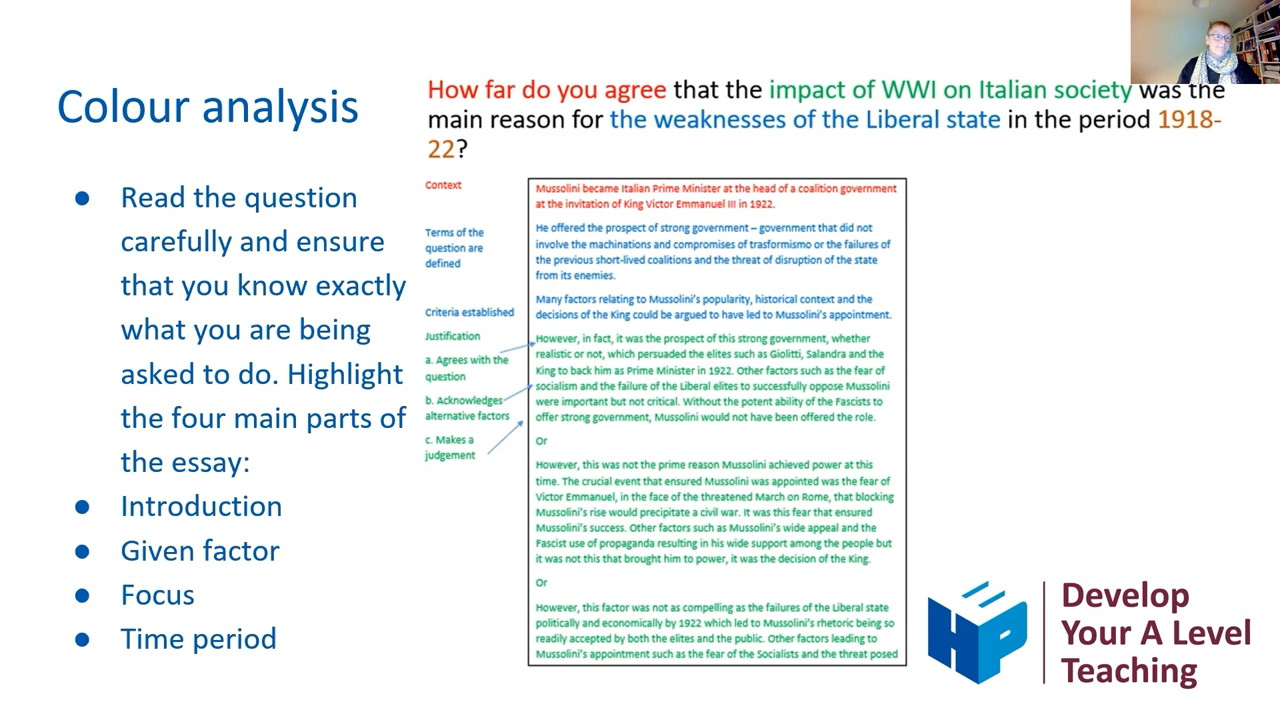 Colour analysis
● Read the question
carefully and ensure
that you know exactly
what you are being
asked to do. Highlight
the four main parts of
the essay:
● Introduction
● Given factor
● Focus
● Time period
How far do you agree that the impact of WWI on Italian society was the
main reason for the weaknesses of the Liberal state in the period 1918-
22?
Context
Terms of the
question are
defined
Criteria established
Justification
a. Agrees with the
question
b. Acknowledges
alternative factors
c. Makes a
judgement
Mussolini became Italian Prime Minister at the head of a coalition government
at the invitation of King Victor Emmanuel III in 1922.
He offered the prospect of strong government – government that did not
involve the machinations and compromises of trasformismo or the failures of
the previous short-lived coalitions and the threat of disruption of the state
from its enemies.
Many factors relating to Mussolini's popularity, historical context and the
decisions of the King could be argued to have led to Mussolini's appointment.
However, in fact, it was the prospect of this strong government, whether
realistic or not, which persuaded the elites such as Giolitti, Salandra and the
King to back him as Prime Minister in 1922. Other factors such as the fear of
socialism and the failure of the Liberal elites to successfully oppose Mussolini
were important but not critical. Without the potent ability of the Fascists to
offer strong government, Mussolini would not have been offered the role.
Or
However, this was not the prime reason Mussolini achieved power at this
time. The crucial event that ensured Mussolini was appointed was the fear of
Victor Emmanuel, in the face of the threatened March on Rome, that blocking
Mussolini's rise would precipitate a civil war. It was this fear that ensured
Mussolini's success. Other factors such as Mussolini's wide appeal and the
Fascist use of propaganda resulting in his wide support among the people but
it was not this that brought him to power, it was the decision of the King.
Or
However, this factor was not as compelling as the failures of the Liberal state
politically and economically by 1922 which led to Mussolini's rhetoric being so
readily accepted by both the elites and the public. Other factors leading to
Mussolini's appointment such as the fear of the Socialists and the threat posed
HEP
Develop
Your A Level
Teaching